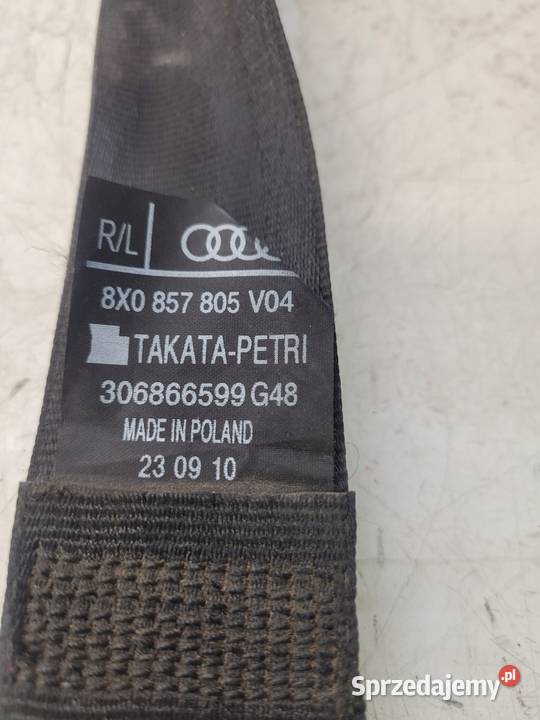 R/L
8X0 857 805 V04
TAKATA-PETRI
306866599 G48
MADE IN POLAND
23 09 10
Sprzedajemy.pl